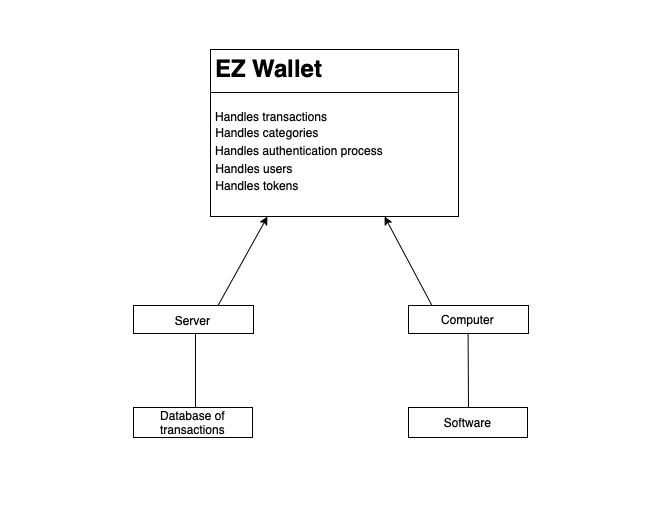 EZ Wallet
Handles transactions
Handles categories
Handles authentication process
Handles users
Handles tokens
Server
Computer
Database of
transactions
Software